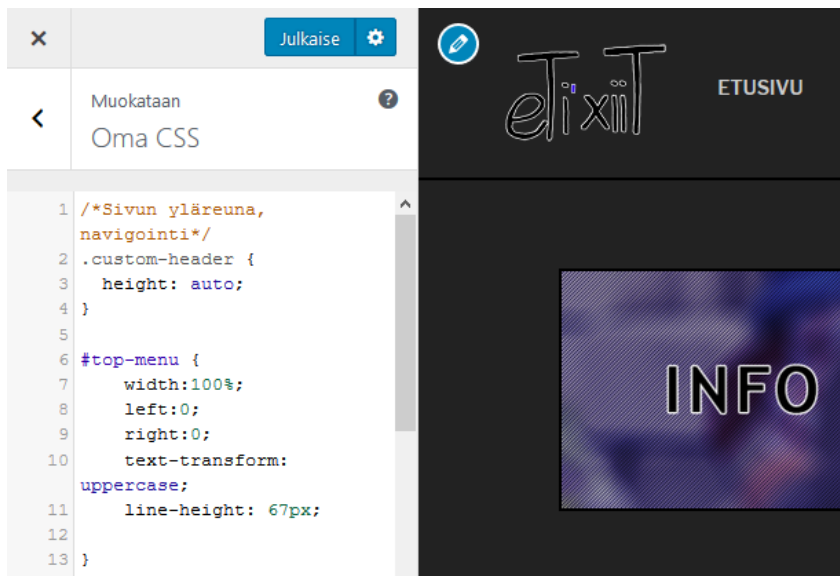 Julkaise
Muokataan
Oma CSS
1 /*Sivun yläreuna,
navigointi*/
2 .custom-header {
3   height: auto;
4 }
5
6 #top-menu {
7     width:100%;
8     left:0;
9     right:0;
10     text-transform:
uppercase;
11     line-height: 67px;
12
13 }
eTixiiT
ETUSIVU
INFO